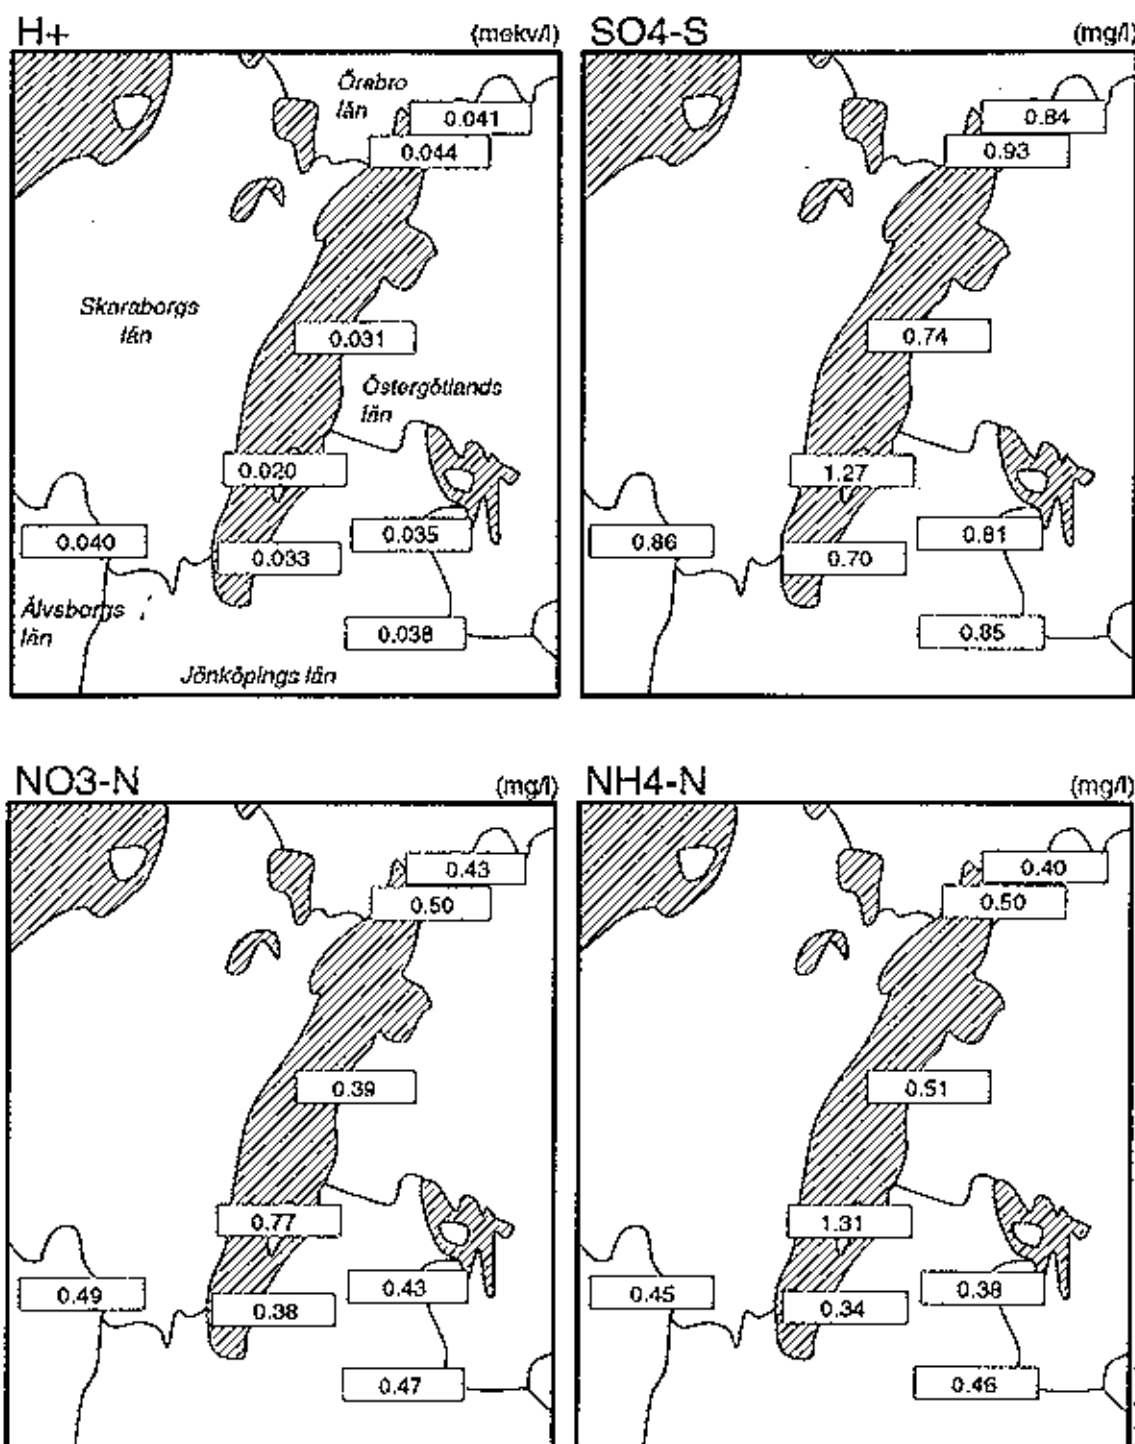 H+ (mekv/l)
Örebro
län
0.041
0.044
Skaraborgs
län
0.031
Östergötlands
län
0.020
0.040
0.035
0.033
Älvsborgs
län
0.038
Jönköpings län
SO4-S (mg/l)
0.84
0.93
0.74
1.27
0.86
0.81
0.70
0.85
NO3-N (mg/l)
0.43
0.50
0.39
0.77
0.49
0.43
0.38
0.47
NH4-N (mg/l)
0.40
0.50
0.51
1.31
0.45
0.38
0.34
0.46